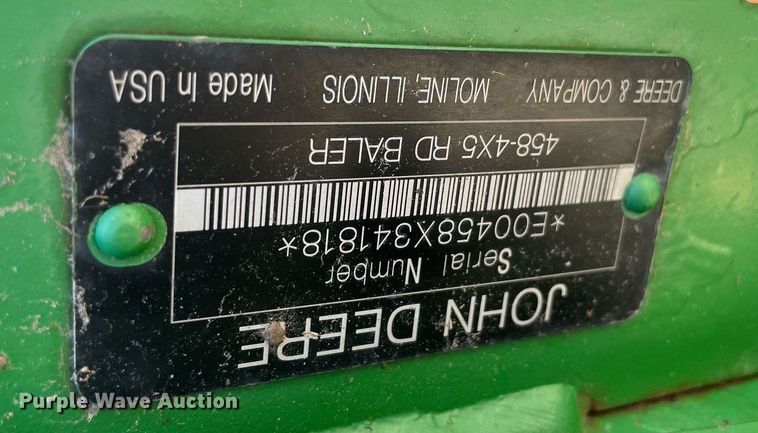 JOHN DEERE
Serial Number
*E00458X341818*
458-4X5 RD BALER
DEERE & COMPANY MOLINE, ILLINOIS Made In USA
Purple Wave Auction